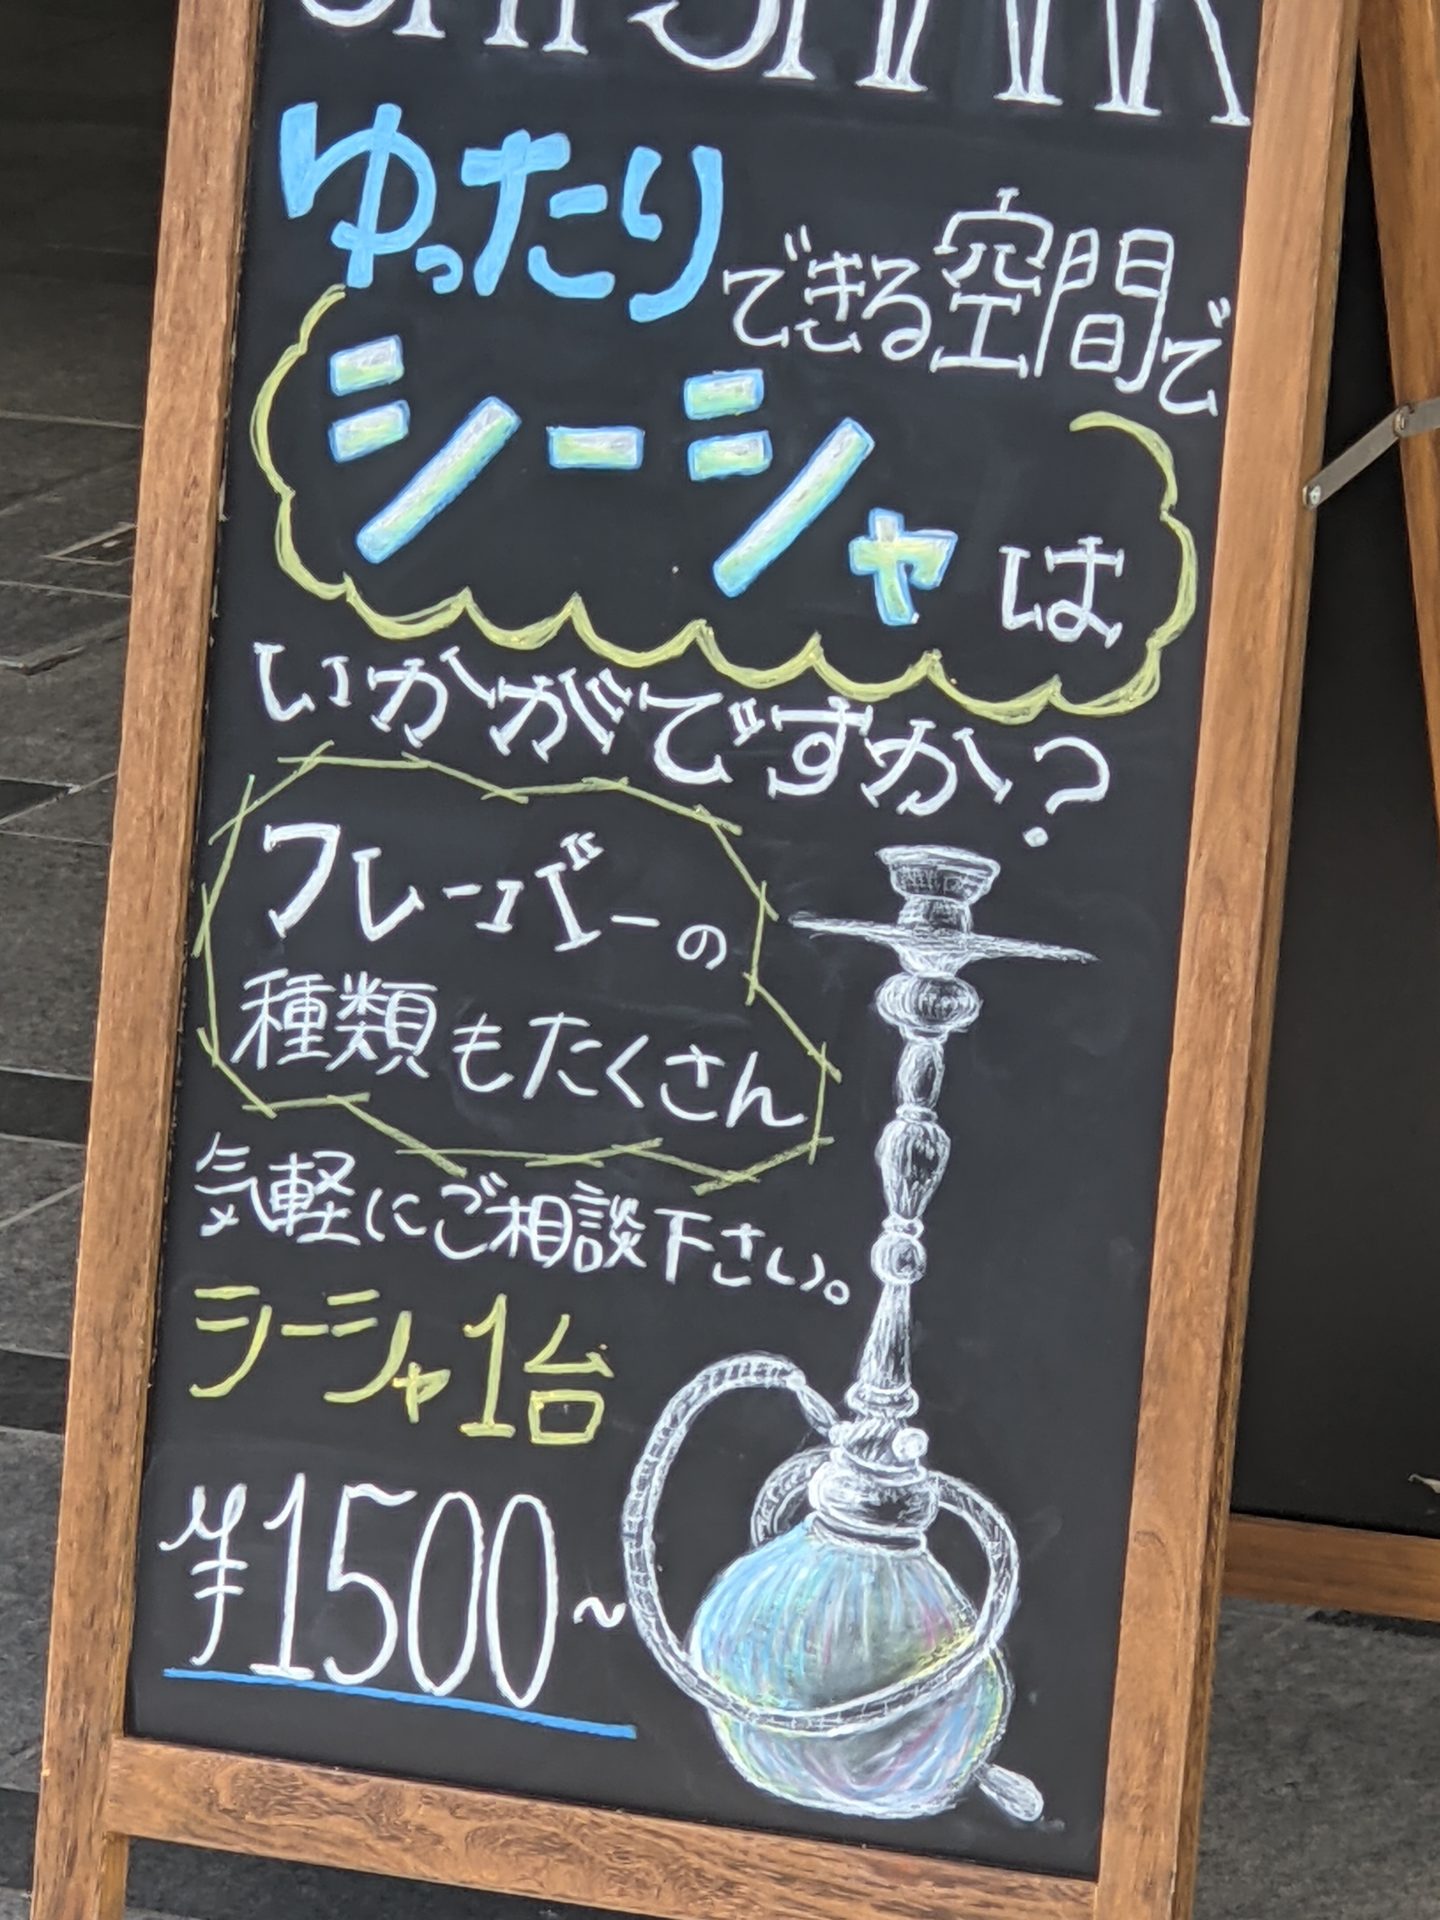 ゆったりできる空間で
シーシャは
いかがですか?
フレーバーの
種類もたくさん
気軽にご相談下さい。
シーシャ1台
¥1500~